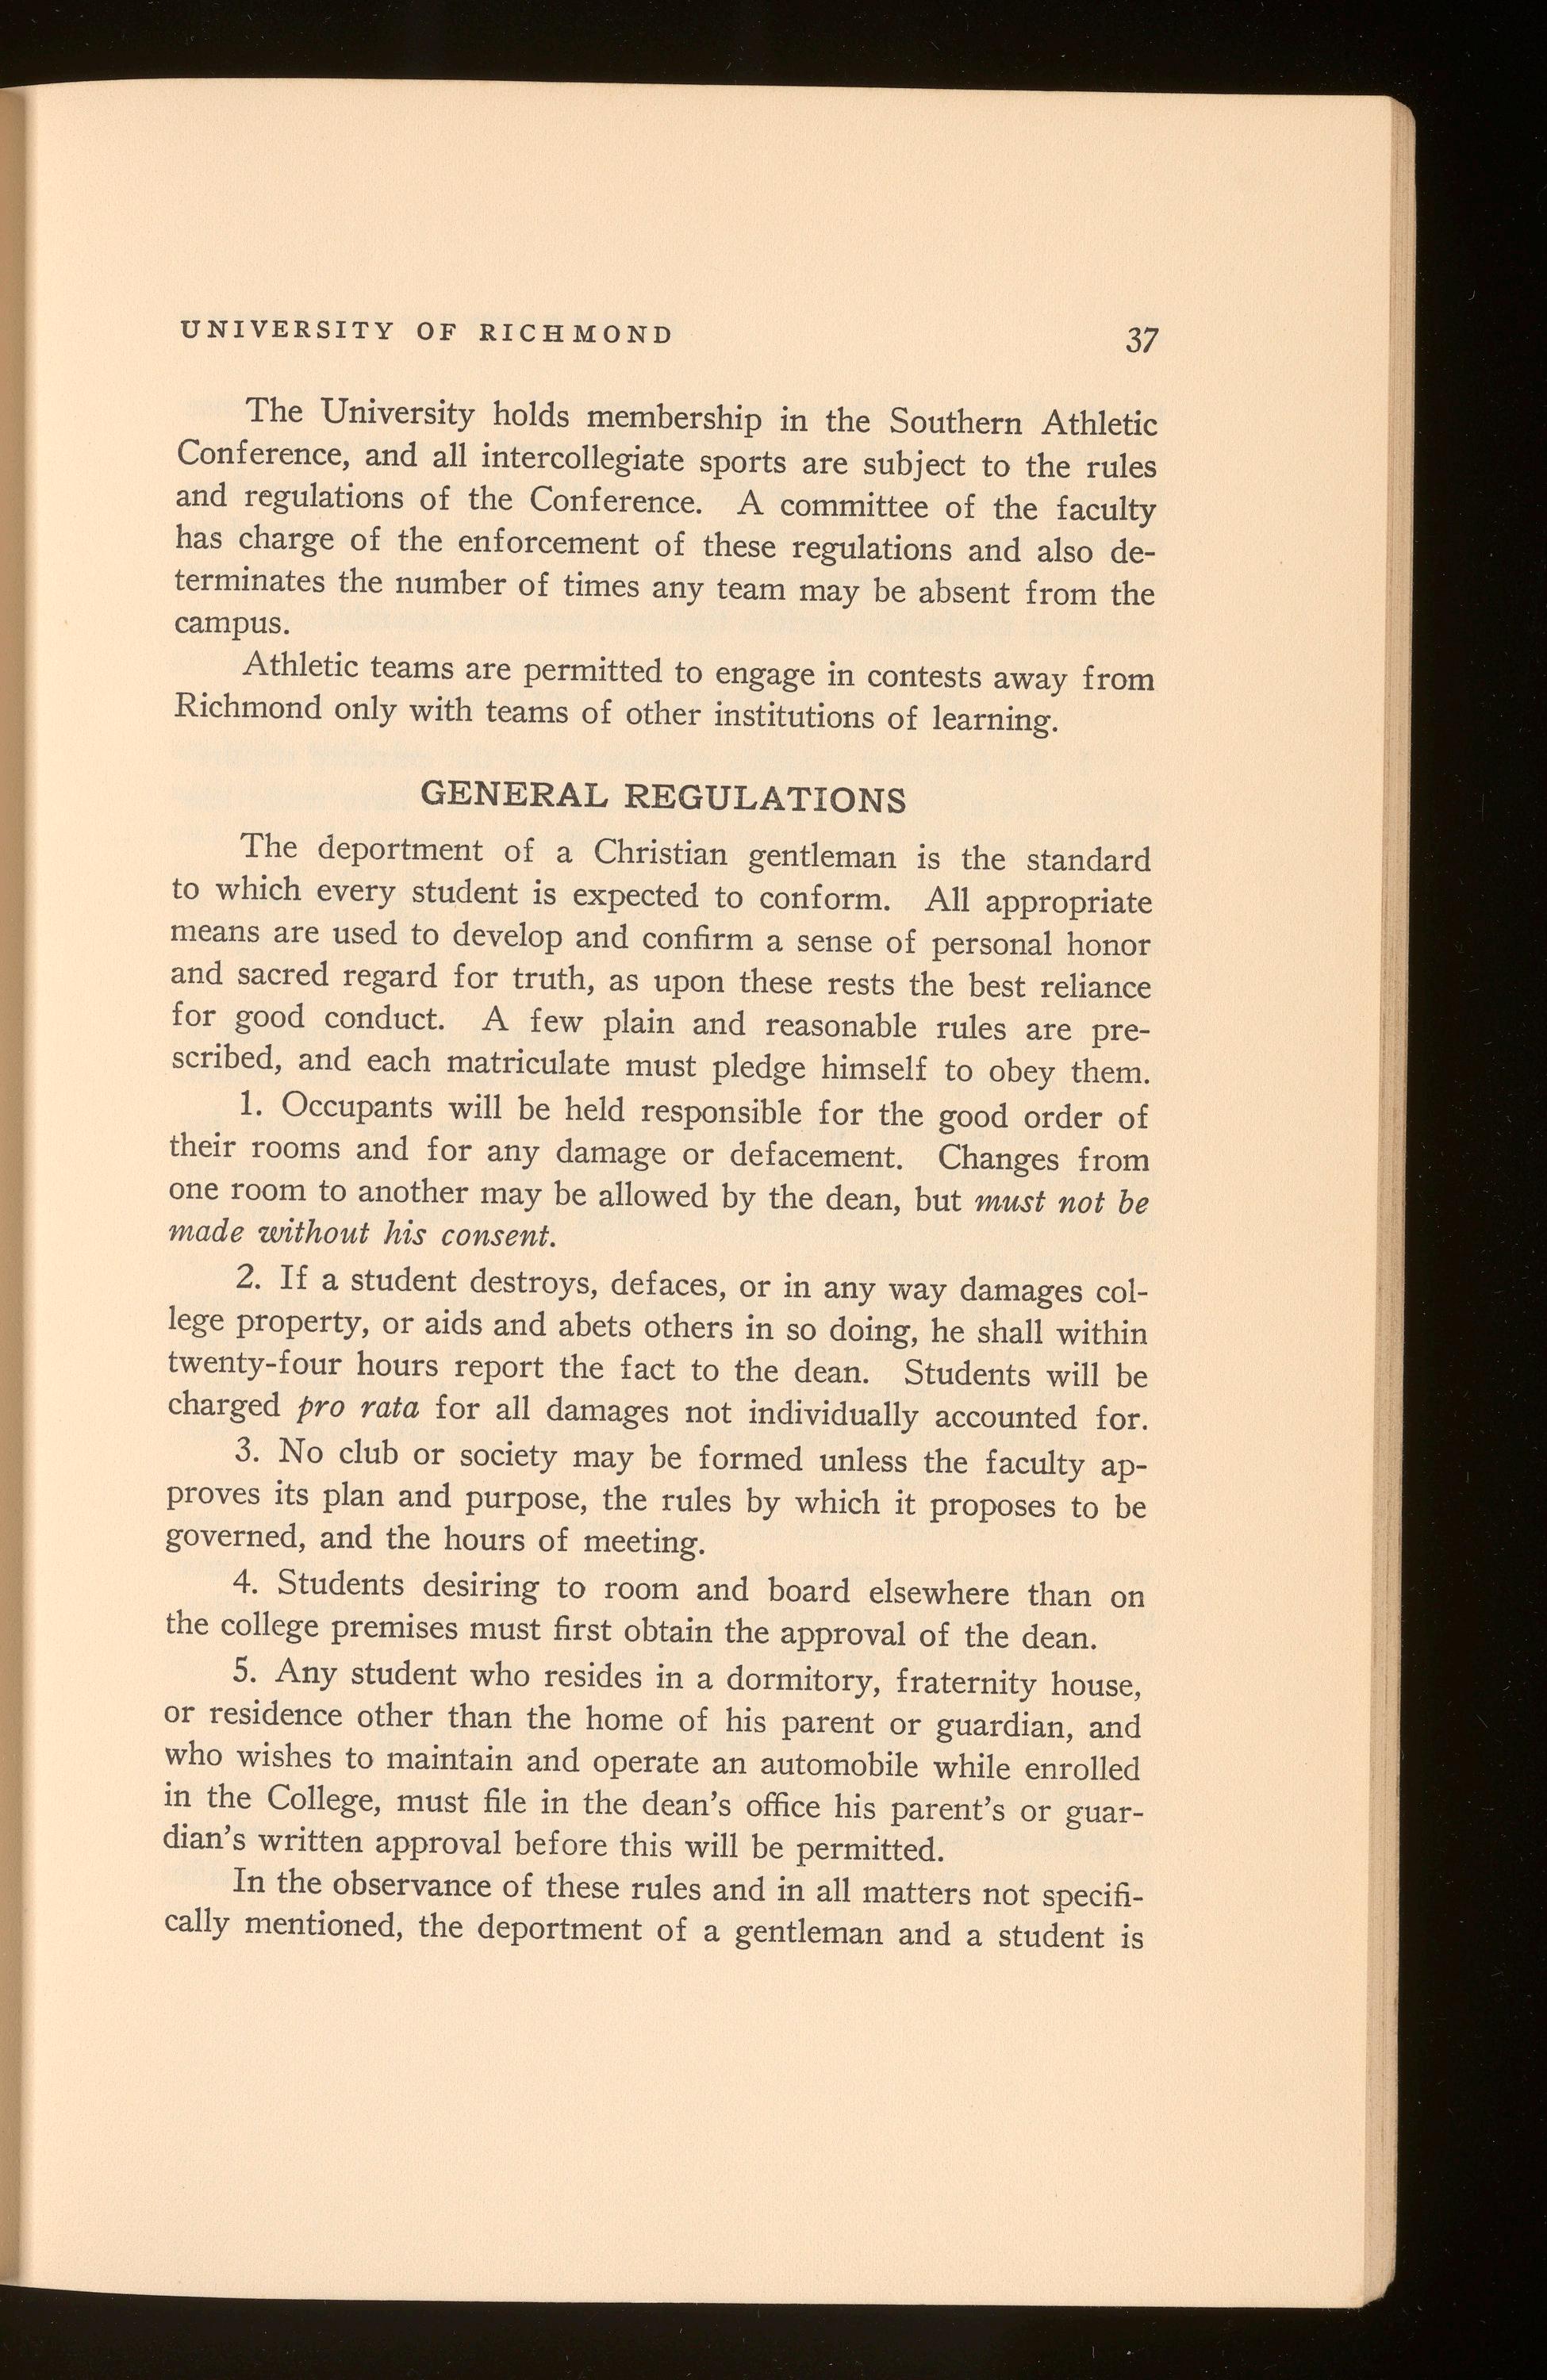 UNIVERSITY OF RICHMOND 37
The University holds membership in the Southern Athletic
Conference, and all intercollegiate sports are subject to the rules
and regulations of the Conference. A committee of the faculty
has charge of the enforcement of these regulations and also de-
terminates the number of times any team may be absent from the
campus.
Athletic teams are permitted to engage in contests away from
Richmond only with teams of other institutions of learning.
GENERAL REGULATIONS
The deportment of a Christian gentleman is the standard
to which every student is expected to conform. All appropriate
means are used to develop and confirm a sense of personal honor
and sacred regard for truth, as upon these rests the best reliance
for good conduct. A few plain and reasonable rules are pre-
scribed, and each matriculate must pledge himself to obey them.
1. Occupants will be held responsible for the good order of
their rooms and for any damage or defacement. Changes from
one room to another may be allowed by the dean, but must not be
made without his consent.
2. If a student destroys, defaces, or in any way damages col-
lege property, or aids and abets others in so doing, he shall within
twenty-four hours report the fact to the dean. Students will be
charged pro rata for all damages not individually accounted for.
3. No club or society may be formed unless the faculty ap-
proves its plan and purpose, the rules by which it proposes to be
governed, and the hours of meeting.
4. Students desiring to room and board elsewhere than on
the college premises must first obtain the approval of the dean.
5. Any student who resides in a dormitory, fraternity house,
or residence other than the home of his parent or guardian, and
who wishes to maintain and operate an automobile while enrolled
in the College, must file in the dean's office his parent's or guar-
dian's written approval before this will be permitted.
In the observance of these rules and in all matters not specifi-
cally mentioned, the deportment of a gentleman and a student is